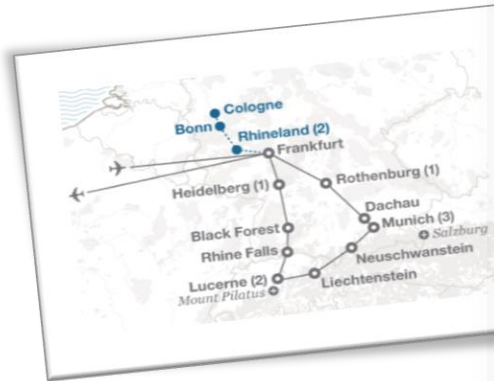 Cologne
Bonn
Rhineland (2)
Frankfurt
Heidelberg (1)
Rothenburg (1)
Dachau
Black Forest
Munich (3)
Salzburg
Rhine Falls
Neuschwanstein
Lucerne (2)
Liechtenstein
Mount Pilatus